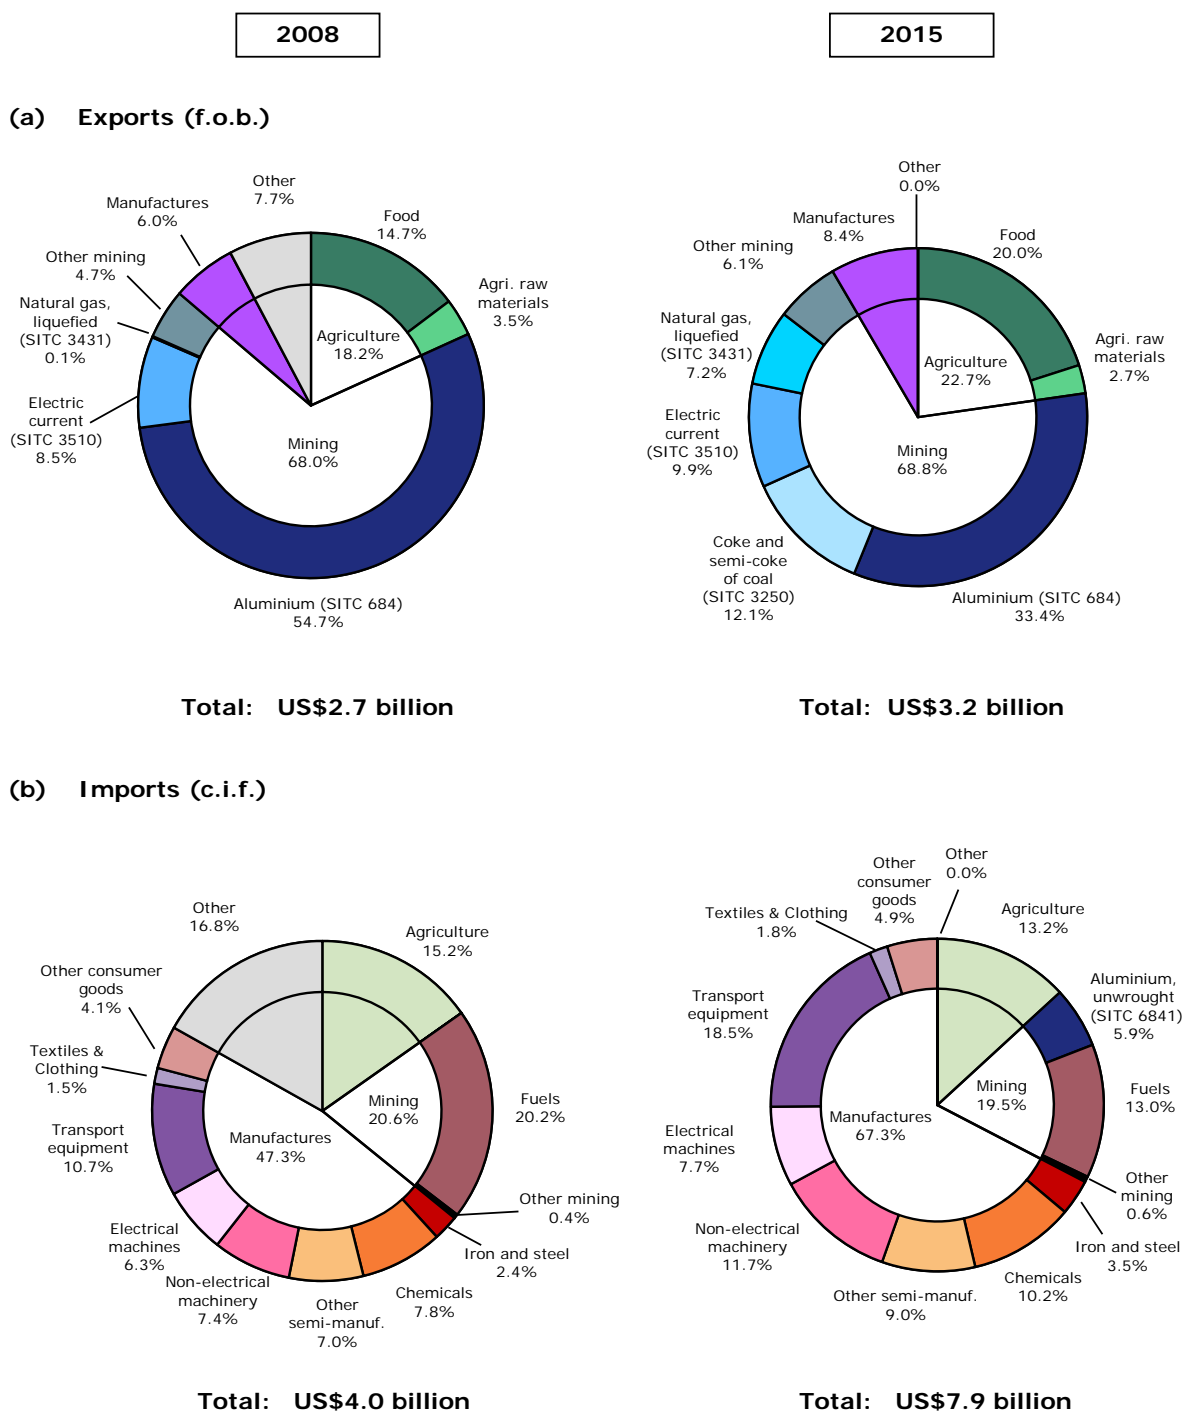 2008
2015
(a) Exports (f.o.b.)
Other
7.7%
Manufactures
6.0%
Food
14.7%
Other mining
4.7%
Agri. raw
materials
3.5%
Natural gas,
liquefied
(SITC 3431)
0.1%
Agriculture
18.2%
Electric
current
(SITC 3510)
8.5%
Mining
68.0%
Aluminium (SITC 684)
54.7%
Other
0.0%
Manufactures
8.4%
Food
20.0%
Other mining
6.1%
Natural gas,
liquefied
(SITC 3431)
7.2%
Agri. raw
materials
2.7%
Agriculture
22.7%
Electric
current
(SITC 3510)
9.9%
Mining
68.8%
Coke and
semi-coke
of coal
(SITC 3250)
12.1%
Aluminium (SITC 684)
33.4%
Total: US$2.7 billion
Total: US$3.2 billion
(b) Imports (c.i.f.)
Other
16.8%
Agriculture
15.2%
Other consumer
goods
4.1%
Textiles &
Clothing
1.5%
Mining
20.6%
Fuels
20.2%
Transport
equipment
10.7%
Manufactures
47.3%
Other mining
0.4%
Electrical
machines
6.3%
Iron and steel
2.4%
Non-electrical
machinery
7.4%
Chemicals
7.8%
Other
semi-manuf.
7.0%
Other
0.0%
Other
consumer
goods
4.9%
Textiles & Clothing
1.8%
Agriculture
13.2%
Aluminium,
unwrought
(SITC 6841)
5.9%
Transport
equipment
18.5%
Mining
19.5%
Fuels
13.0%
Manufactures
67.3%
Electrical
machines
7.7%
Other
mining
0.6%
Non-electrical
machinery
11.7%
Iron and steel
3.5%
Chemicals
10.2%
Other semi-manuf.
9.0%
Total: US$4.0 billion
Total: US$7.9 billion